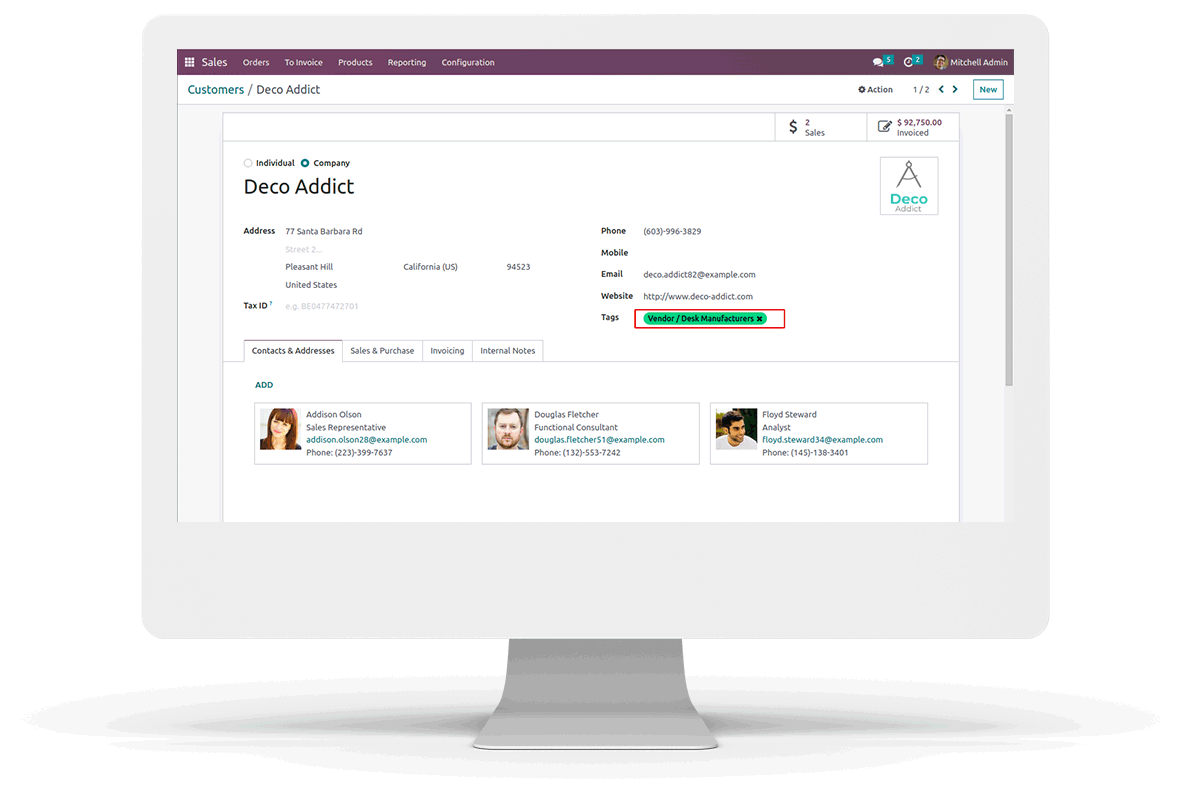 Sales Orders To Invoice Products Reporting Configuration 5 2 Mitchell Admin
Customers / Deco Addict Action 1 / 2 New
$ 2 Sales
$ 92,750.00 Invoiced
Individual Company
Deco Addict
Deco
Addict
Address 77 Santa Barbara Rd
Street 2...
Pleasant Hill California (US) 94523
United States
Tax ID ? e.g. BE0477472701
Phone (603)-996-3829
Mobile
Email deco.addict82@example.com
Website http://www.deco-addict.com
Tags Vendor / Desk Manufacturers ×
Contacts & Addresses Sales & Purchase Invoicing Internal Notes
ADD
Addison Olson
Sales Representative
addison.olson28@example.com
Phone: (223)-399-7637
Douglas Fletcher
Functional Consultant
douglas.fletcher51@example.com
Phone: (132)-553-7242
Floyd Steward
Analyst
floyd.steward34@example.com
Phone: (145)-138-3401